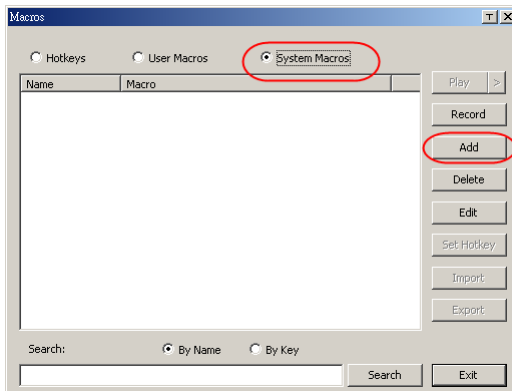 Macros
Hotkeys User Macros System Macros
Name Macro
Play >
Record
Add
Delete
Edit
Set Hotkey
Import
Export
Search: By Name By Key
Search Exit